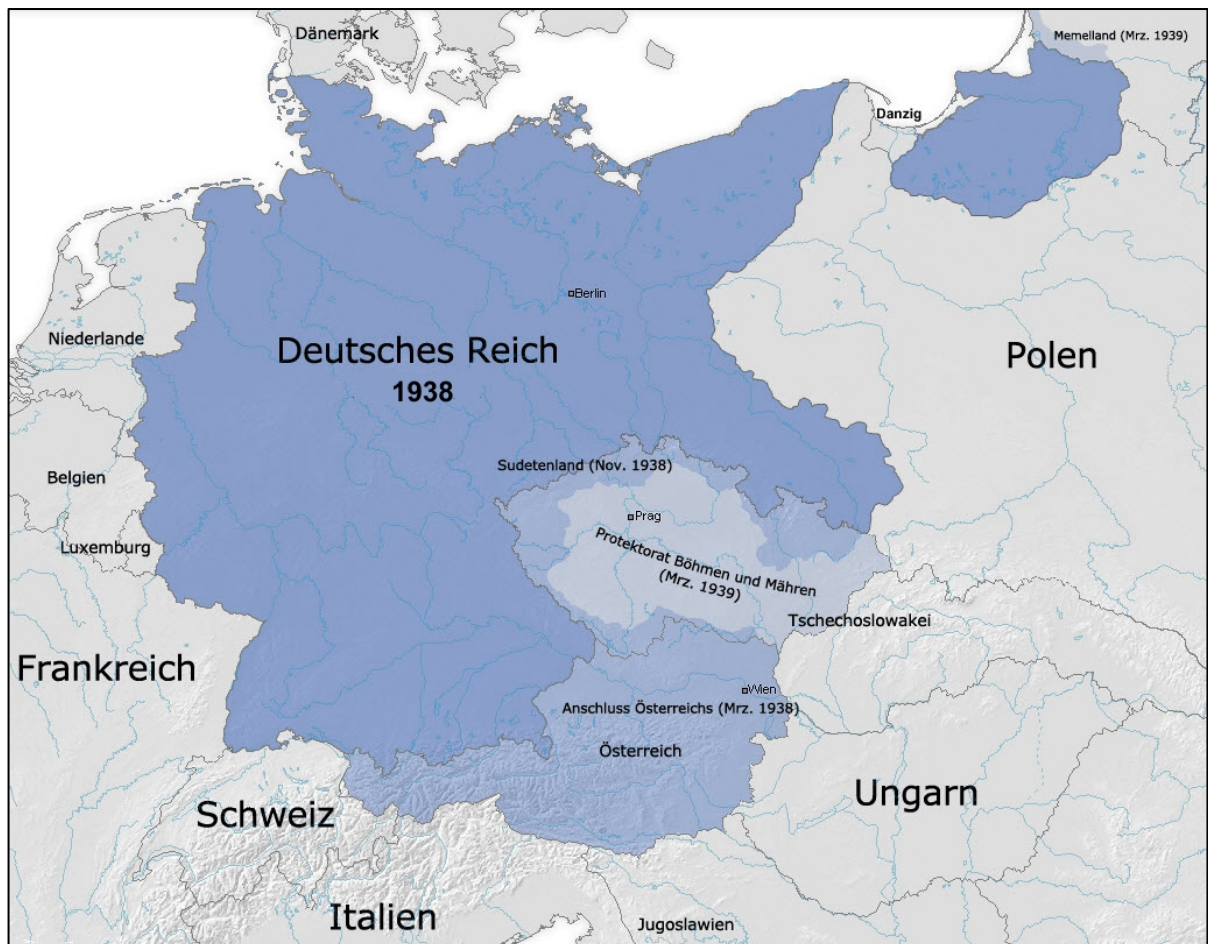 Dänemark
Memelland (Mrz. 1939)
Danzig
Berlin
Niederlande
Deutsches Reich
1938
Polen
Sudetenland (Nov. 1938)
Belgien
Prag
Luxemburg
Protektorat Böhmen und Mähren
(Mrz. 1939)
Tschechoslowakei
Frankreich
Wien
Anschluss Österreichs (Mrz. 1938)
Österreich
Ungarn
Schweiz
Italien
Jugoslawien